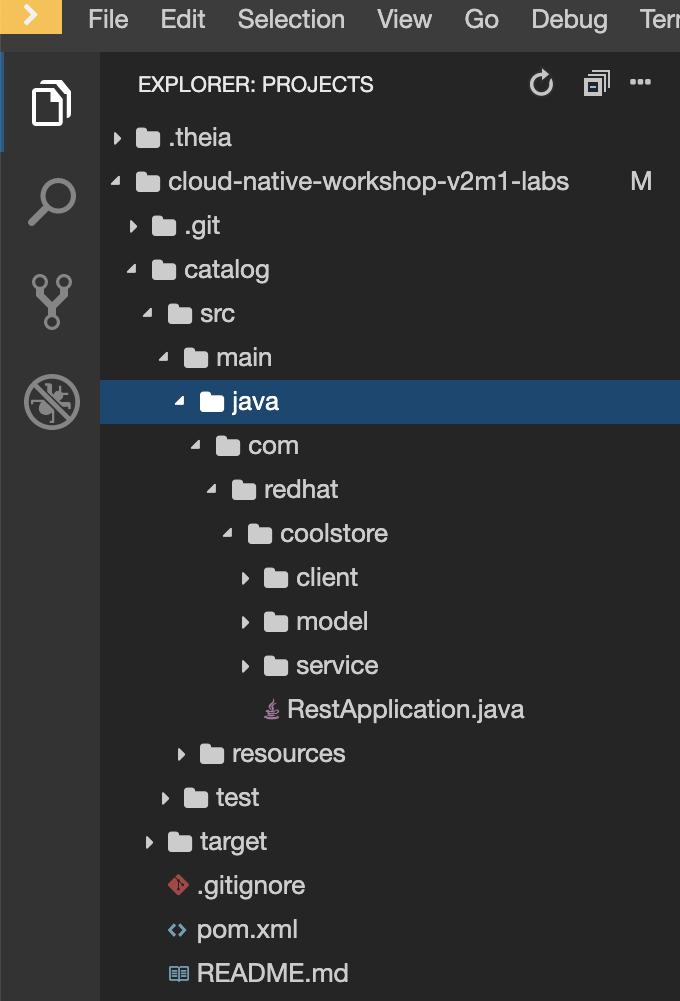 File Edit Selection View Go Debug
EXPLORER: PROJECTS
.theia
cloud-native-workshop-v2m1-labs M
.git
catalog
src
main
java
com
redhat
coolstore
client
model
service
RestApplication.java
resources
test
target
.gitignore
pom.xml
README.md